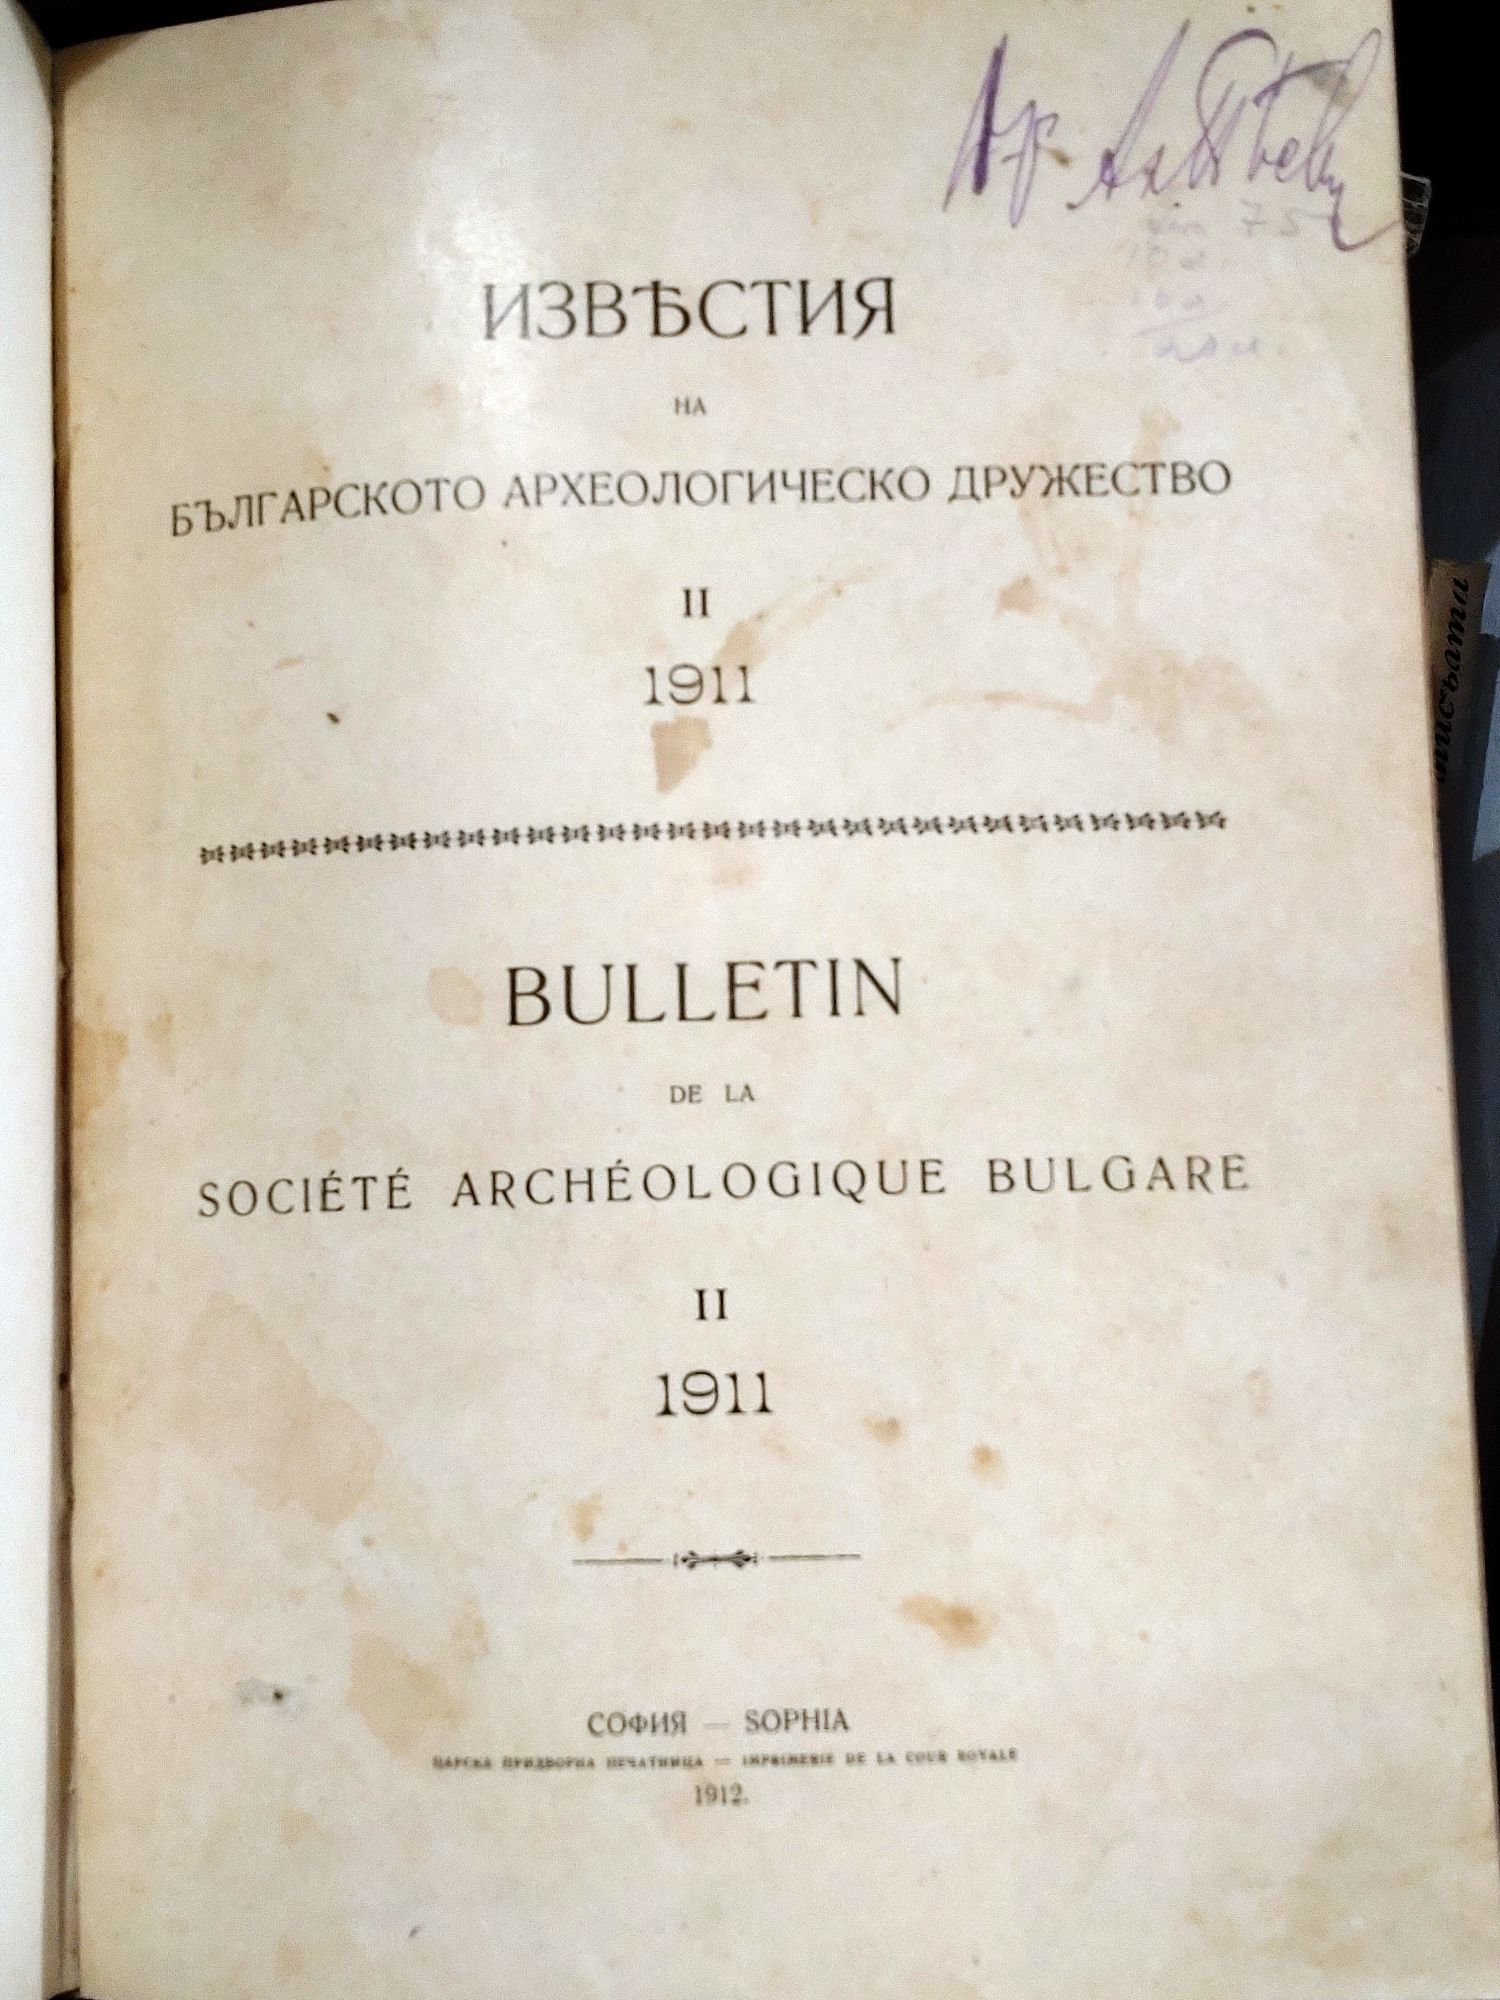 ИЗВѢСТИЯ
НА
БЪЛГАРСКОТО АРХЕОЛОГИЧЕСКО ДРУЖЕСТВО
II
1911
BULLETIN
DE LA
SOCIÉTÉ ARCHÉOLOGIQUE BULGARE
II
1911
СОФИЯ — SOPHIA
ЦАРСКА ПРИДВОРНА ПЕЧАТНИЦА — IMPRIMERIE DE LA COUR ROYALE
1912.